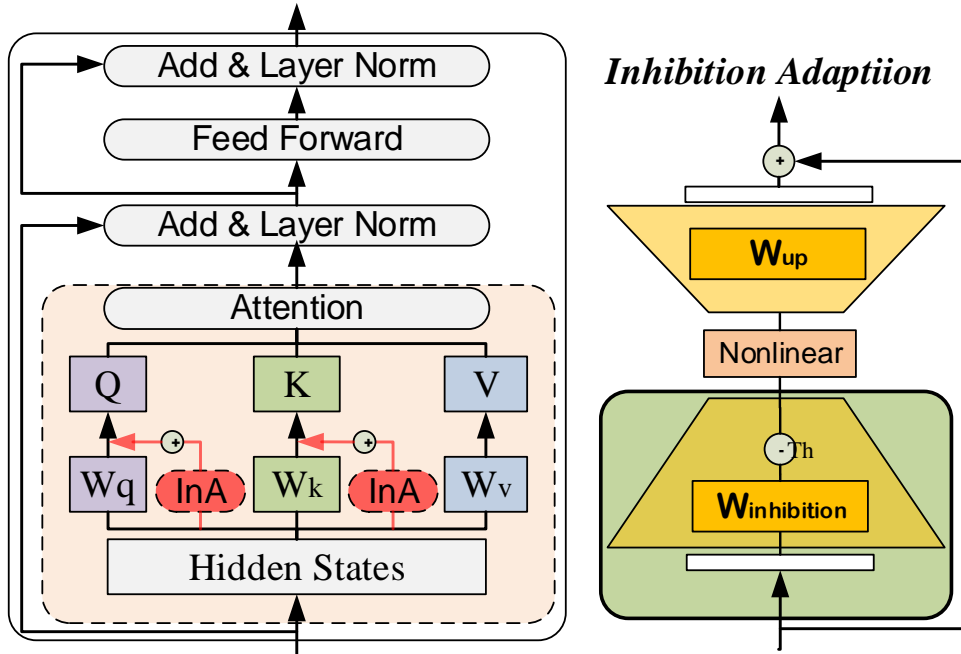 Add & Layer Norm
Feed Forward
Add & Layer Norm
Attention
Q
K
V
+
+
Wq
InA
Wk
InA
Wv
Hidden States
Inhibition Adaptiion
+
Wup
Nonlinear
- Th
Winhibition